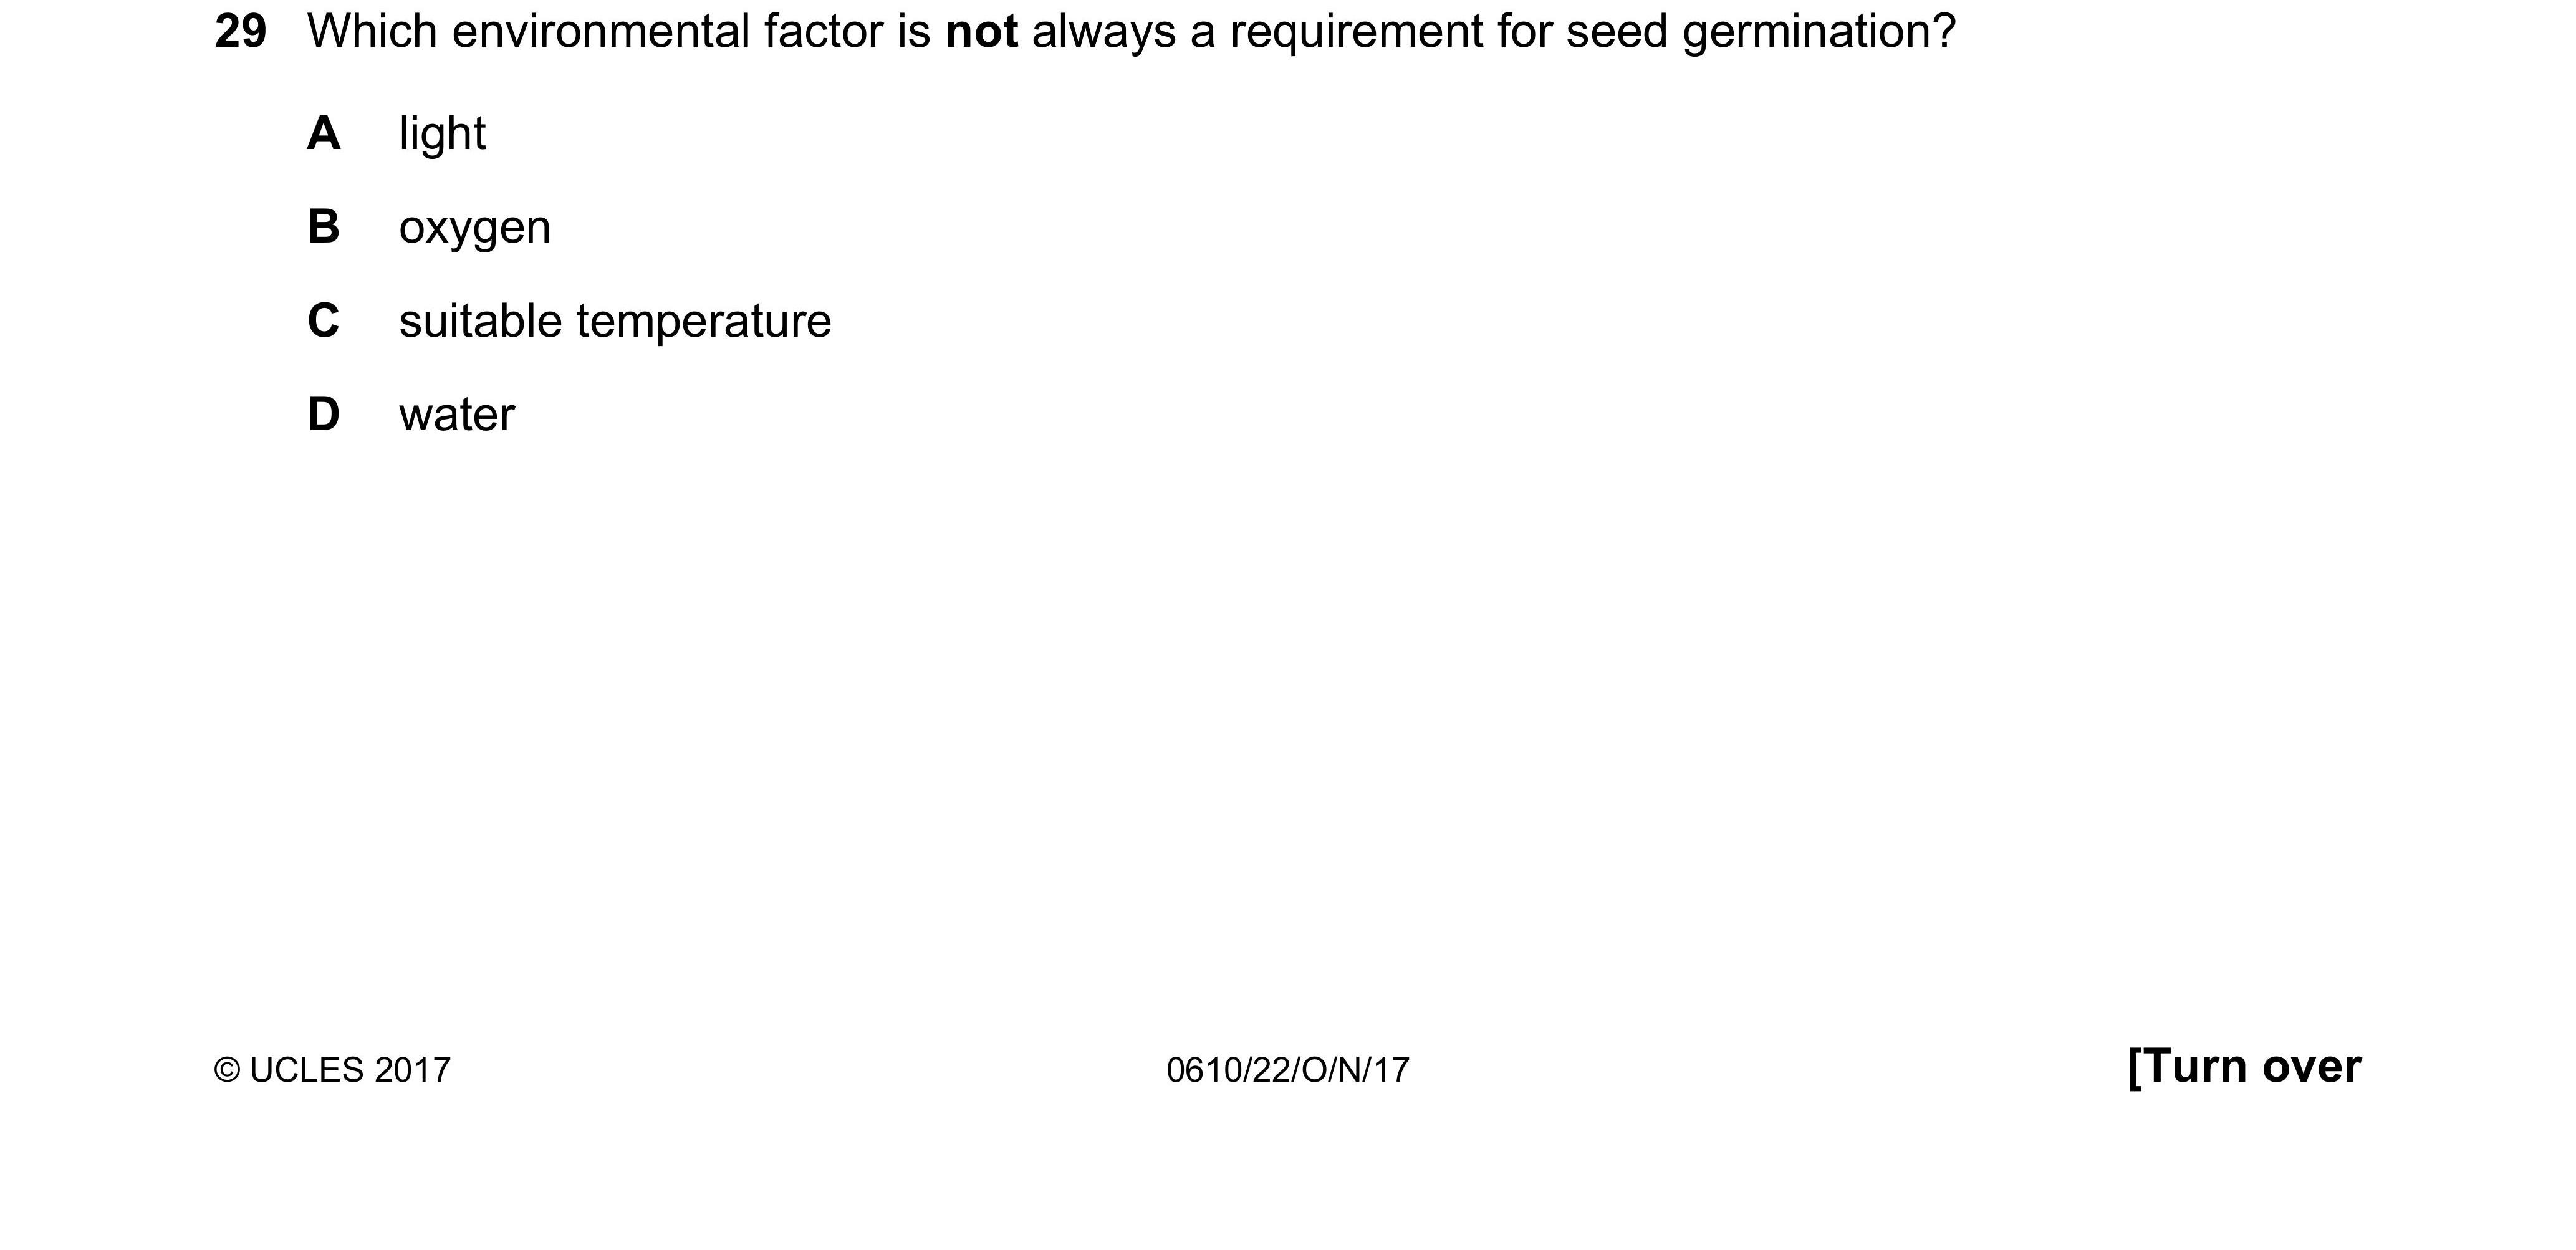 29 Which environmental factor is not always a requirement for seed germination?
A light
B oxygen
C suitable temperature
D water
© UCLES 2017 0610/22/O/N/17 [Turn over